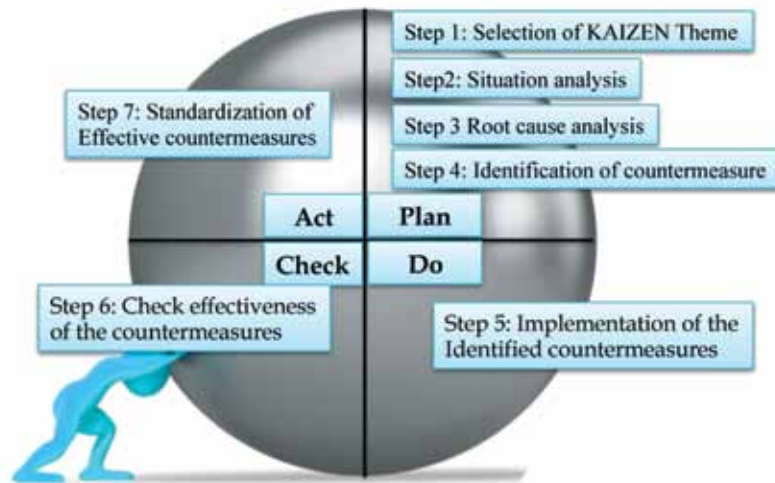 Step 1: Selection of KAIZEN Theme
Step2: Situation analysis
Step 3 Root cause analysis
Step 4: Identification of countermeasure
Step 7: Standardization of
Effective countermeasures
Act
Plan
Check
Do
Step 6: Check effectiveness
of the countermeasures
Step 5: Implementation of the
Identified countermeasures